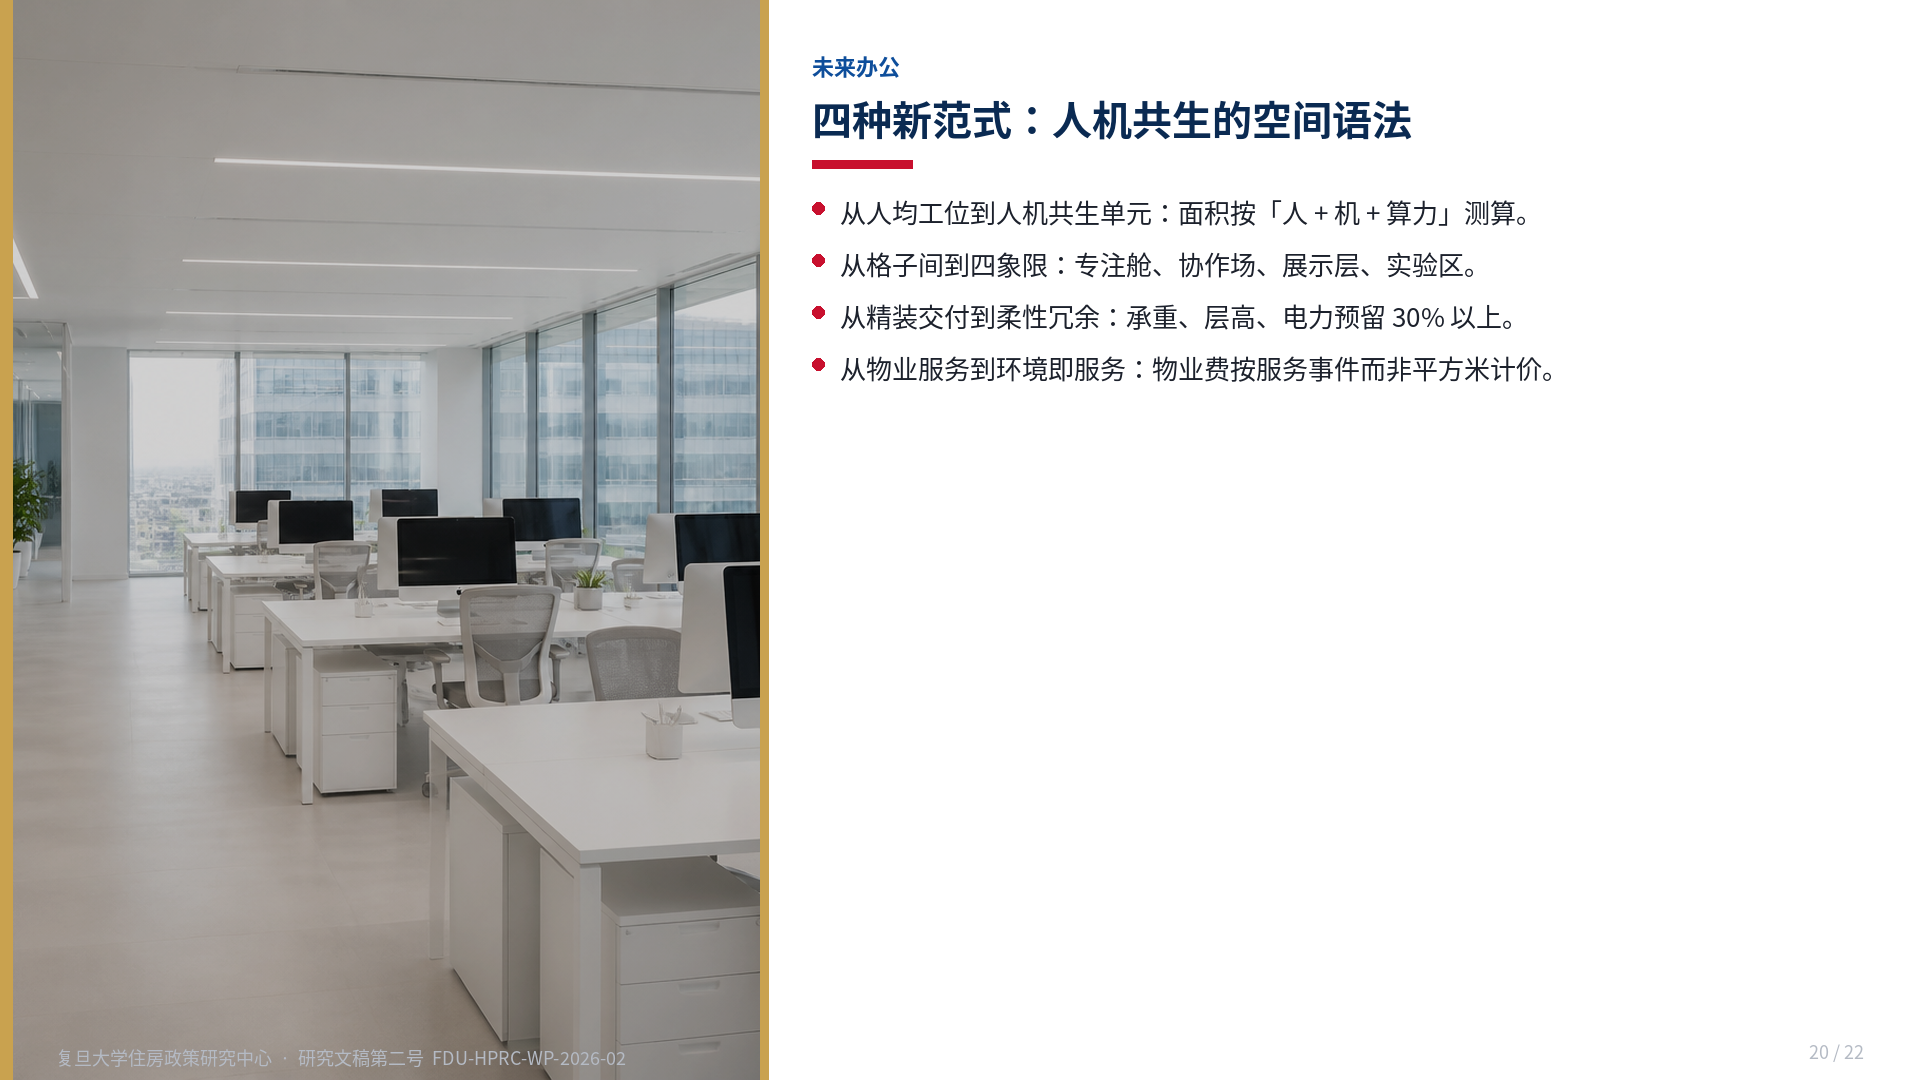 未来办公
四种新范式：人机共生的空间语法
从人均工位到人机共生单元：面积按「人 + 机 + 算力」测算。
从格子间到四象限：专注舱、协作场、展示层、实验区。
从精装交付到柔性冗余：承重、层高、电力预留 30% 以上。
从物业服务到环境即服务：物业费按服务事件而非平方米计价。
复旦大学住房政策研究中心 · 研究文稿第二号 FDU-HPRC-WP-2026-02
20 / 22